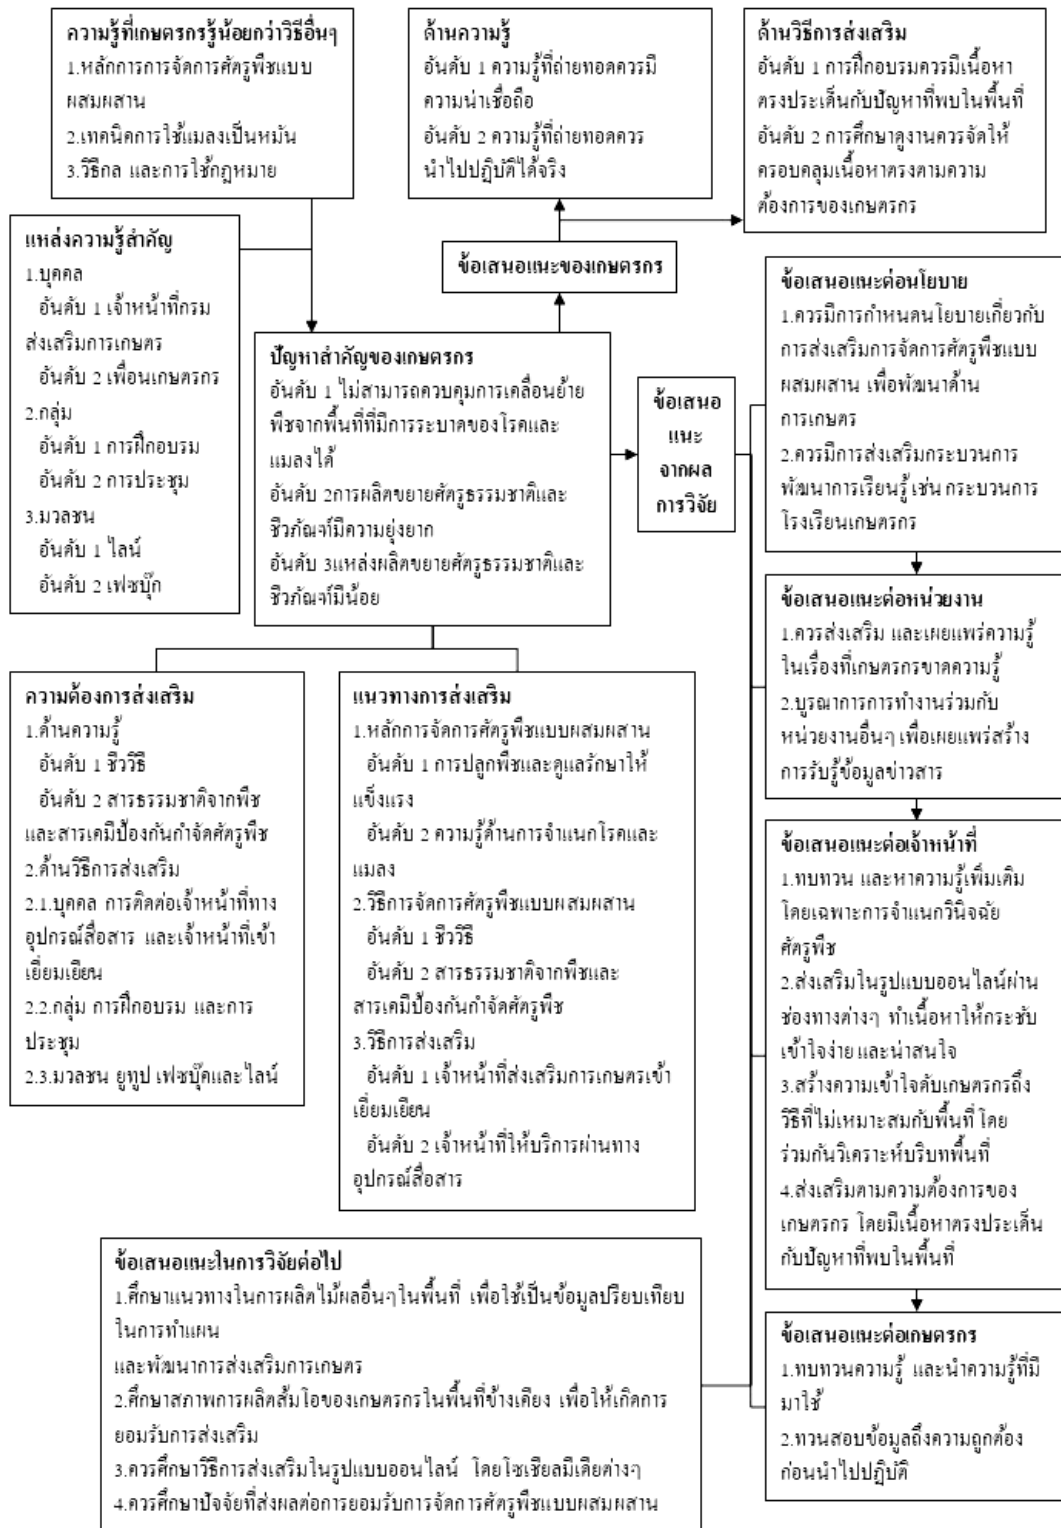 ความรู้ที่เกษตรกรรู้น้อยกว่าวิธีอื่นๆ
1.หลักการการจัดการศัตรูพืชแบบ
ผสมผสาน
2.เทคนิคการใช้แมลงเป็นหมัน
3.วิธีกล และการใช้กฎหมาย
ด้านความรู้
อันดับ 1 ความรู้ที่ถ่ายทอดควรมี
ความน่าเชื่อถือ
อันดับ 2 ความรู้ที่ถ่ายทอดควร
นำไปปฏิบัติได้จริง
ด้านวิธีการส่งเสริม
อันดับ 1 การฝึกอบรมควรมีเนื้อหา
ตรงประเด็นกับปัญหาที่พบในพื้นที่
อันดับ 2 การศึกษาดูงานควรจัดให้
ครอบคลุมเนื้อหาตรงตามความ
ต้องการของเกษตรกร
แหล่งความรู้สำคัญ
1.บุคคล
อันดับ 1 เจ้าหน้าที่กรม
ส่งเสริมการเกษตร
อันดับ 2 เพื่อนเกษตรกร
2.กลุ่ม
อันดับ 1 การฝึกอบรม
อันดับ 2 การประชุม
3.มวลชน
อันดับ 1 ไลน์
อันดับ 2 เฟซบุ๊ก
ข้อเสนอแนะของเกษตรกร
ปัญหาสำคัญของเกษตรกร
อันดับ 1 ไม่สามารถควบคุมการเคลื่อนย้าย
พืชจากพื้นที่ที่มีการระบาดของโรคและ
แมลงได้
อันดับ 2การผลิตขยายศัตรูธรรมชาติและ
ชีวภัณฑ์มีความยุ่งยาก
อันดับ 3แหล่งผลิตขยายศัตรูธรรมชาติและ
ชีวภัณฑ์มีน้อย
ข้อเสนอ
แนะ
จากผล
การวิจัย
ข้อเสนอแนะต่อนโยบาย
1.ควรมีการกำหนดนโยบายเกี่ยวกับ
การส่งเสริมการจัดการศัตรูพืชแบบ
ผสมผสาน เพื่อพัฒนาด้าน
การเกษตร
2.ควรมีการส่งเสริมกระบวนการ
พัฒนาการเรียนรู้ เช่น กระบวนการ
โรงเรียนเกษตรกร
ข้อเสนอแนะต่อหน่วยงาน
1.ควรส่งเสริม และเผยแพร่ความรู้
ในเรื่องที่เกษตรกรขาดความรู้
2.บูรณาการการทำงานร่วมกับ
หน่วยงานอื่นๆ เพื่อเผยแพร่สร้าง
การรับรู้ข้อมูลข่าวสาร
ความต้องการส่งเสริม
1.ด้านความรู้
อันดับ 1 ชีววิธี
อันดับ 2 สารธรรมชาติจากพืช
และสารเคมีป้องกันกำจัดศัตรูพืช
2.ด้านวิธีการส่งเสริม
2.1.บุคคล การติดต่อเจ้าหน้าที่ทาง
อุปกรณ์สื่อสาร และเจ้าหน้าที่เข้า
เยี่ยมเยียน
2.2.กลุ่ม การฝึกอบรม และการ
ประชุม
2.3.มวลชน ยูทูป เฟซบุ๊คและไลน์
แนวทางการส่งเสริม
1.หลักการจัดการศัตรูพืชแบบผสมผสาน
อันดับ 1 การปลูกพืชและดูแลรักษาให้
แข็งแรง
อันดับ 2 ความรู้ด้านการจำแนกโรคและ
แมลง
2.วิธีการจัดการศัตรูพืชแบบผสมผสาน
อันดับ 1 ชีววิธี
อันดับ 2 สารธรรมชาติจากพืชและ
สารเคมีป้องกันกำจัดศัตรูพืช
3.วิธีการส่งเสริม
อันดับ 1 เจ้าหน้าที่ส่งเสริมการเกษตรเข้า
เยี่ยมเยียน
อันดับ 2 เจ้าหน้าที่ให้บริการผ่านทาง
อุปกรณ์สื่อสาร
ข้อเสนอแนะต่อเจ้าหน้าที่
1.ทบทวน และหาความรู้เพิ่มเติม
โดยเฉพาะการจำแนกวินิจฉัย
ศัตรูพืช
2.ส่งเสริมในรูปแบบออนไลน์ผ่าน
ช่องทางต่างๆ ทำเนื้อหาให้กระชับ
เข้าใจง่าย และน่าสนใจ
3.สร้างความเข้าใจดับเกษตรกรถึง
วิธีที่ไม่เหมาะสมกับพื้นที่ โดย
ร่วมกันวิเคราะห์บริบทพื้นที่
4.ส่งเสริมตามความต้องการของ
เกษตรกร โดยมีเนื้อหาตรงประเด็น
กับปัญหาที่พบในพื้นที่
ข้อเสนอแนะในการวิจัยต่อไป
1.ศึกษาแนวทางในการผลิตไม้ผลอื่นๆในพื้นที่ เพื่อใช้เป็นข้อมูลปรียบเทียบ
ในการทำแผน
และพัฒนาการส่งเสริมการเกษตร
2.ศึกษาสภาพการผลิตส้มโอของเกษตรกรในพื้นที่ข้างเคียง เพื่อให้เกิดการ
ยอมรับการส่งเสริม
3.ควรศึกษาวิธีการส่งเสริมในรูปแบบออนไลน์ โดยโซเชียลมีเดียต่างๆ
4.ควรศึกษาปัจจัยที่ส่งผลต่อการยอมรับการจัดการศัตรูพืชแบบผสมผสาน
ข้อเสนอแนะต่อเกษตรกร
1.ทบทวนความรู้ และนำความรู้ที่มี
มาใช้
2.ทวนสอบข้อมูลถึงความถูกต้อง
ก่อนนำไปปฏิบัติ